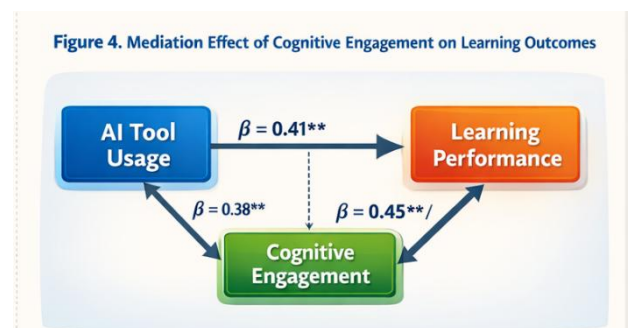 Figure 4. Mediation Effect of Cognitive Engagement on Learning Outcomes
AI Tool
Usage
β = 0.41**
Learning
Performance
β = 0.38**
β = 0.45**/
Cognitive
Engagement